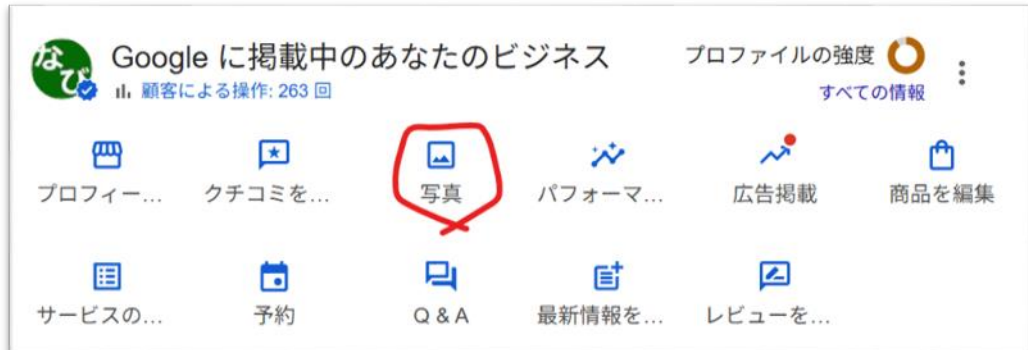 なび
Google に掲載中のあなたのビジネス
顧客による操作: 263 回
プロファイルの強度
すべての情報
プロフィー... クチコミを... 写真 パフォーマ... 広告掲載 商品を編集
サービスの... 予約 Q & A 最新情報を... レビューを...